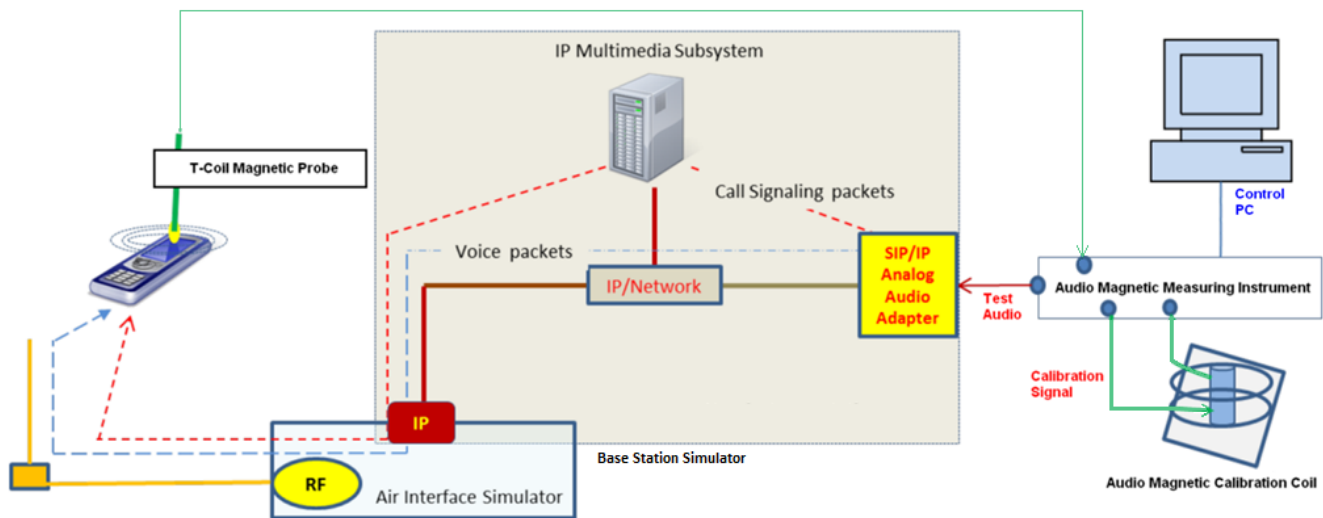 IP Multimedia Subsystem
T-Coil Magnetic Probe
Call Signaling packets
Control
PC
Voice packets
SIP/IP
Analog
Audio
Adapter
IP/Network
Test
Audio
Audio Magnetic Measuring Instrument
Calibration
Signal
IP
Base Station Simulator
RF
Air Interface Simulator
Audio Magnetic Calibration Coil